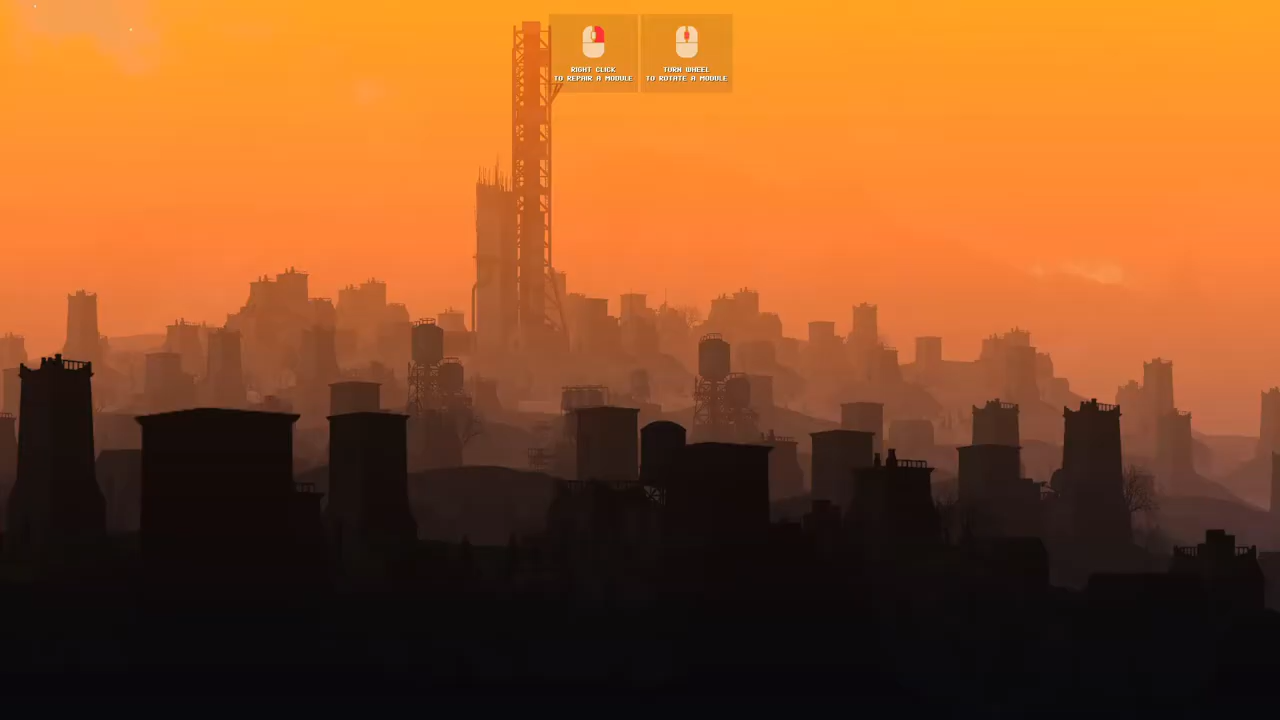 RIGHT CLICK
TO REPAIR A MODULE
TURN WHEEL
TO ROTATE A MODULE